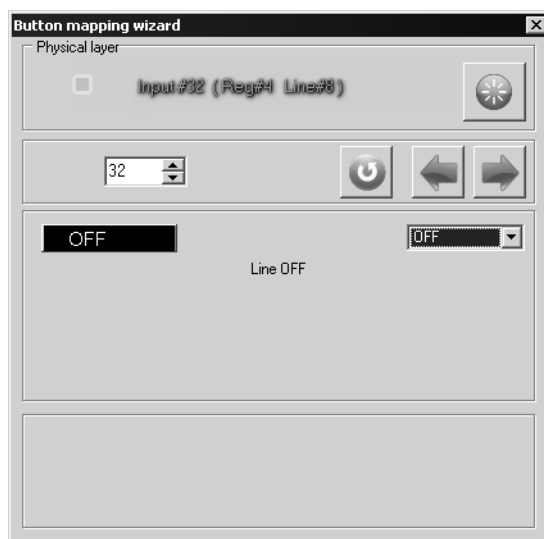 Button mapping wizard
Physical layer
Input #32 (Reg#4 Line#8)
32
OFF
OFF
Line OFF